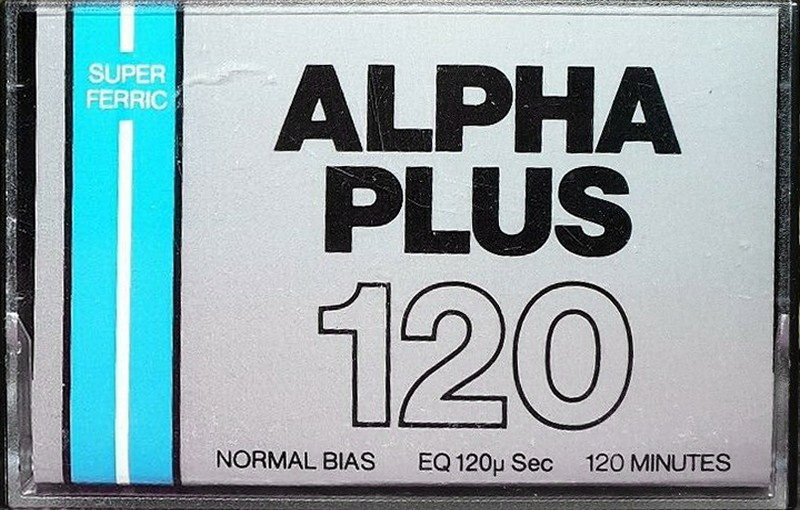 SUPER
FERRIC
ALPHA
PLUS
120
NORMAL BIAS EQ 120µ Sec 120 MINUTES